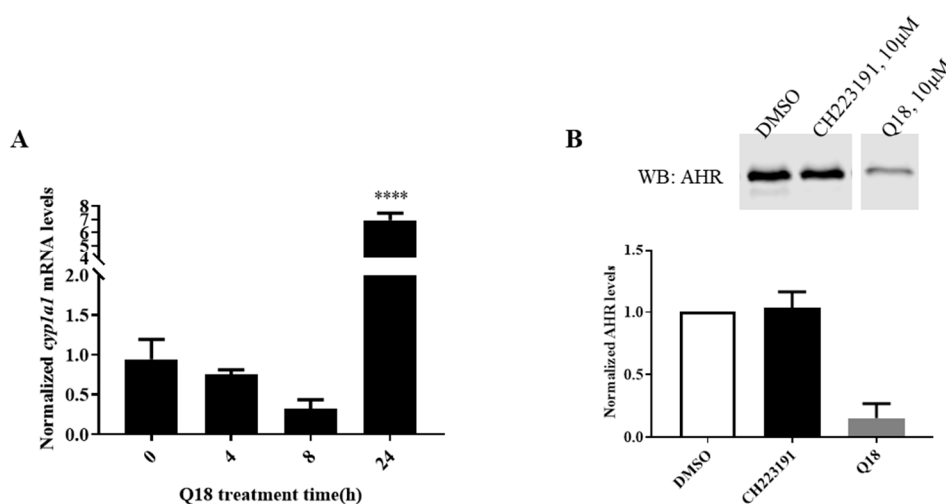 A
Normalized cyp1a1 mRNA levels
8
7
6
5
4
2.0
1.5
1.0
0.5
0.0
****
0
4
8
24
Q18 treatment time(h)
B
DMSO
CH223191, 10μM
Q18, 10μM
WB: AHR
Normalized AHR levels
1.5
1.0
0.5
0.0
DMSO
CH223191
Q18